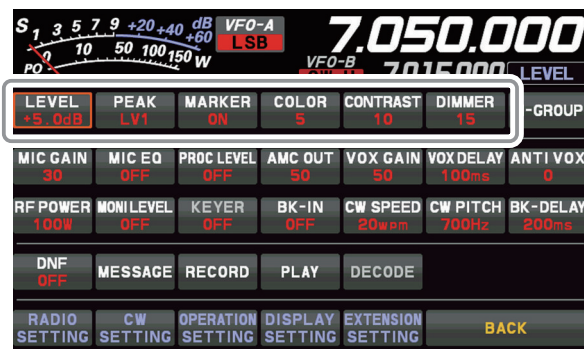 S 1 3 5 7 9 +20 +40 +60 dB VFO-A 7.050.000
LSB
PO 0 10 50 100 150 W VFO-B 7.015.000
LEVEL
LEVEL PEAK MARKER COLOR CONTRAST DIMMER -GROUP
+5.0dB LV1 ON 5 10 15
MIC GAIN MIC EQ PROC LEVEL AMC OUT VOX GAIN VOX DELAY ANTI VOX
30 OFF OFF 50 50 100ms 0
RF POWER MONI LEVEL KEYER BK-IN CW SPEED CW PITCH BK-DELAY
100W OFF OFF OFF 20WPM 700Hz 200ms
DNF MESSAGE RECORD PLAY DECODE
OFF
RADIO CW OPERATION DISPLAY EXTENSION BACK
SETTING SETTING SETTING SETTING SETTING